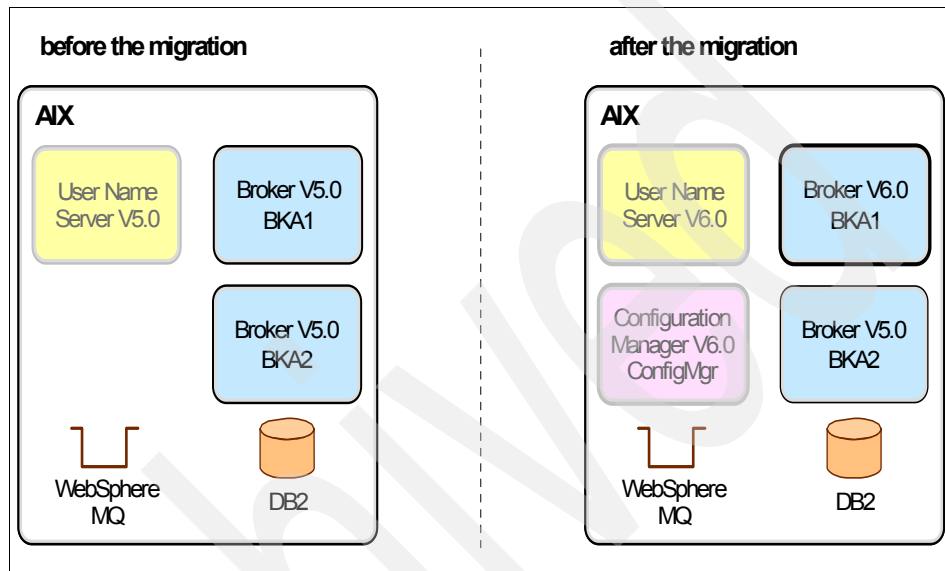 before the migration
AIX
User Name
Server V5.0
Broker V5.0
BKA1
Broker V5.0
BKA2
WebSphere
MQ
DB2
after the migration
AIX
User Name
Server V6.0
Broker V6.0
BKA1
Configuration
Manager V6.0
ConfigMgr
Broker V5.0
BKA2
WebSphere
MQ
DB2